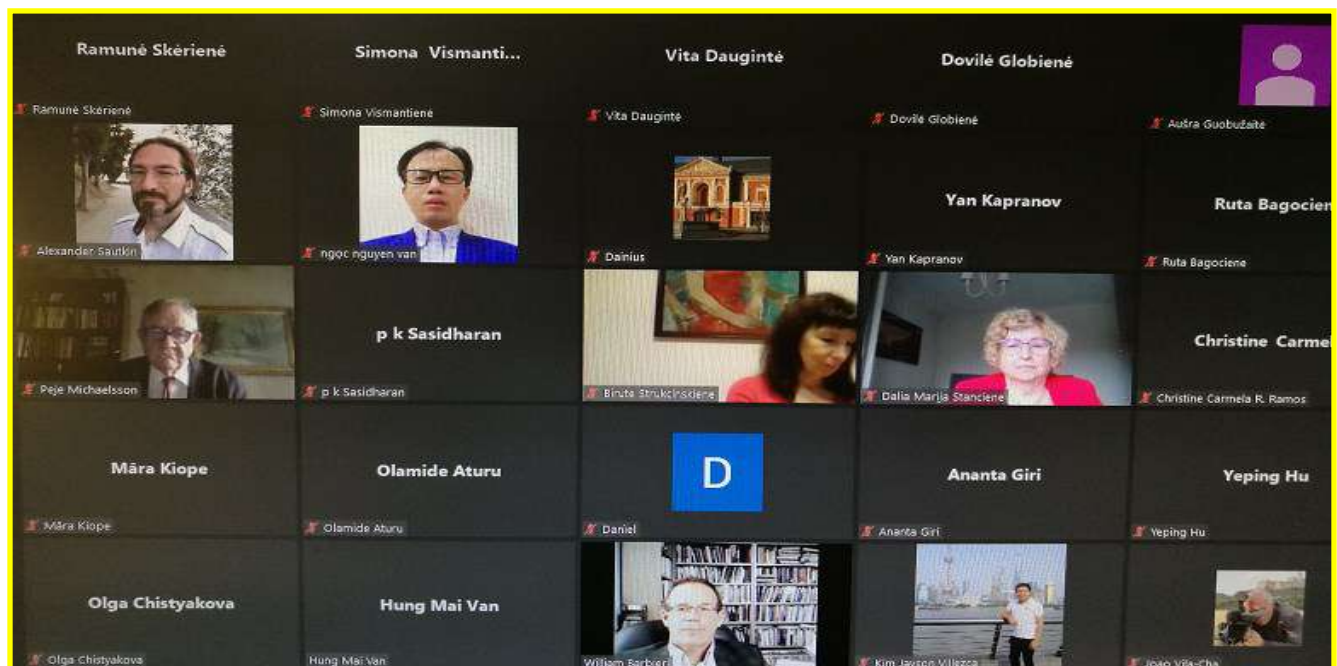 Ramunė Skėrienė
Simona Vismanti...
Vita Daugintė
Dovilė Globienė
Ramunė Skėrienė
Simona Vismantienė
Vita Daugintė
Dovilė Globienė
Aušra Guobužaitė
Yan Kapranov
Ruta Bagocien
Alexander Sautkin
ngọc nguyen van
Dainius
Yan Kapranov
Ruta Bagociene
p k Sasidharan
Christine Carme
Peje Michaelsson
p k Sasidharan
Birute Strukcinskiene
Dalia Marija Stanciene
Christine Carmela R. Ramos
Māra Kiope
Olamide Aturu
D
Ananta Giri
Yeping Hu
Māra Kiope
Olamide Aturu
Daniel
Ananta Giri
Yeping Hu
Olga Chistyakova
Hung Mai Van
Olga Chistyakova
Hung Mai Van
William Barbieri
Kim Jayson Villezca
João Vila-Chã